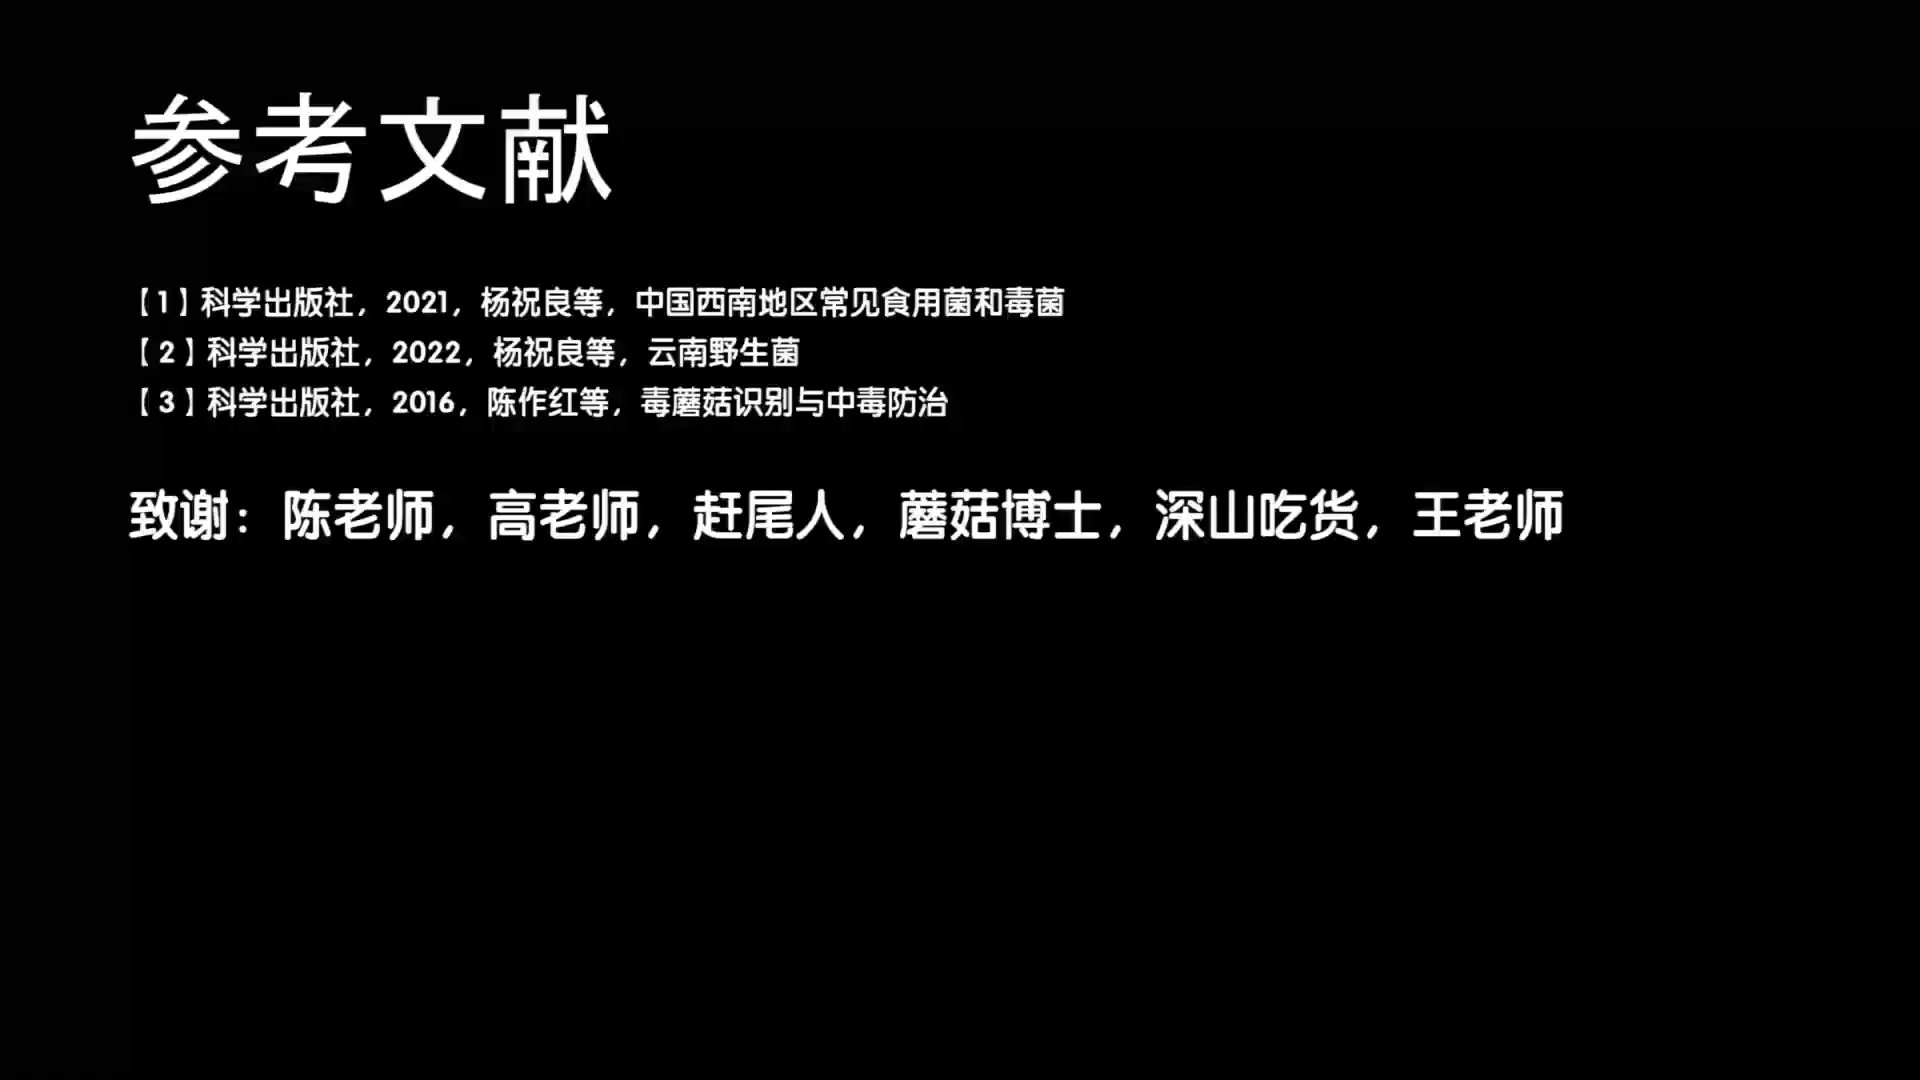 参考文献
【1】科学出版社，2021，杨祝良等，中国西南地区常见食用菌和毒菌
【2】科学出版社，2022，杨祝良等，云南野生菌
【3】科学出版社，2016，陈作红等，毒蘑菇识别与中毒防治
致谢：陈老师，高老师，赶尾人，蘑菇博士，深山吃货，王老师